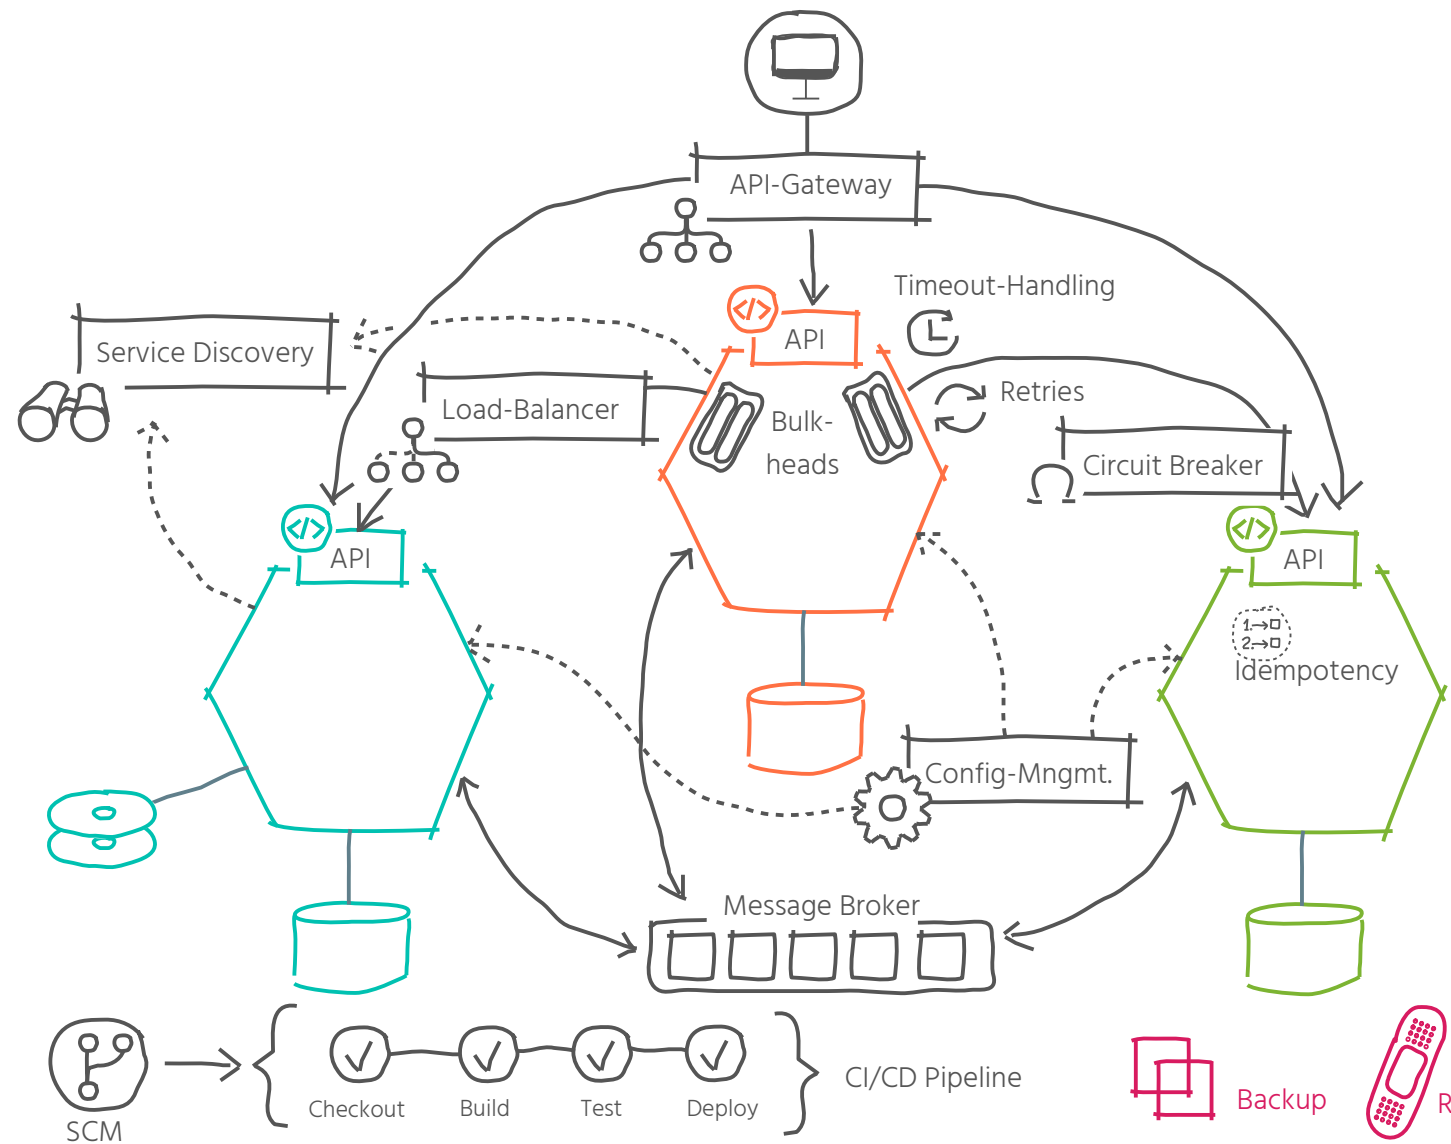 API-Gateway
Timeout-Handling
</> API
Service Discovery
Retries
Load-Balancer
Bulk-
heads
Circuit Breaker
</> API
</> API
1.→
2.→
Idempotency
Config-Mngmt.
Message Broker
CI/CD Pipeline
Checkout
Build
Test
Deploy
SCM
Backup
R